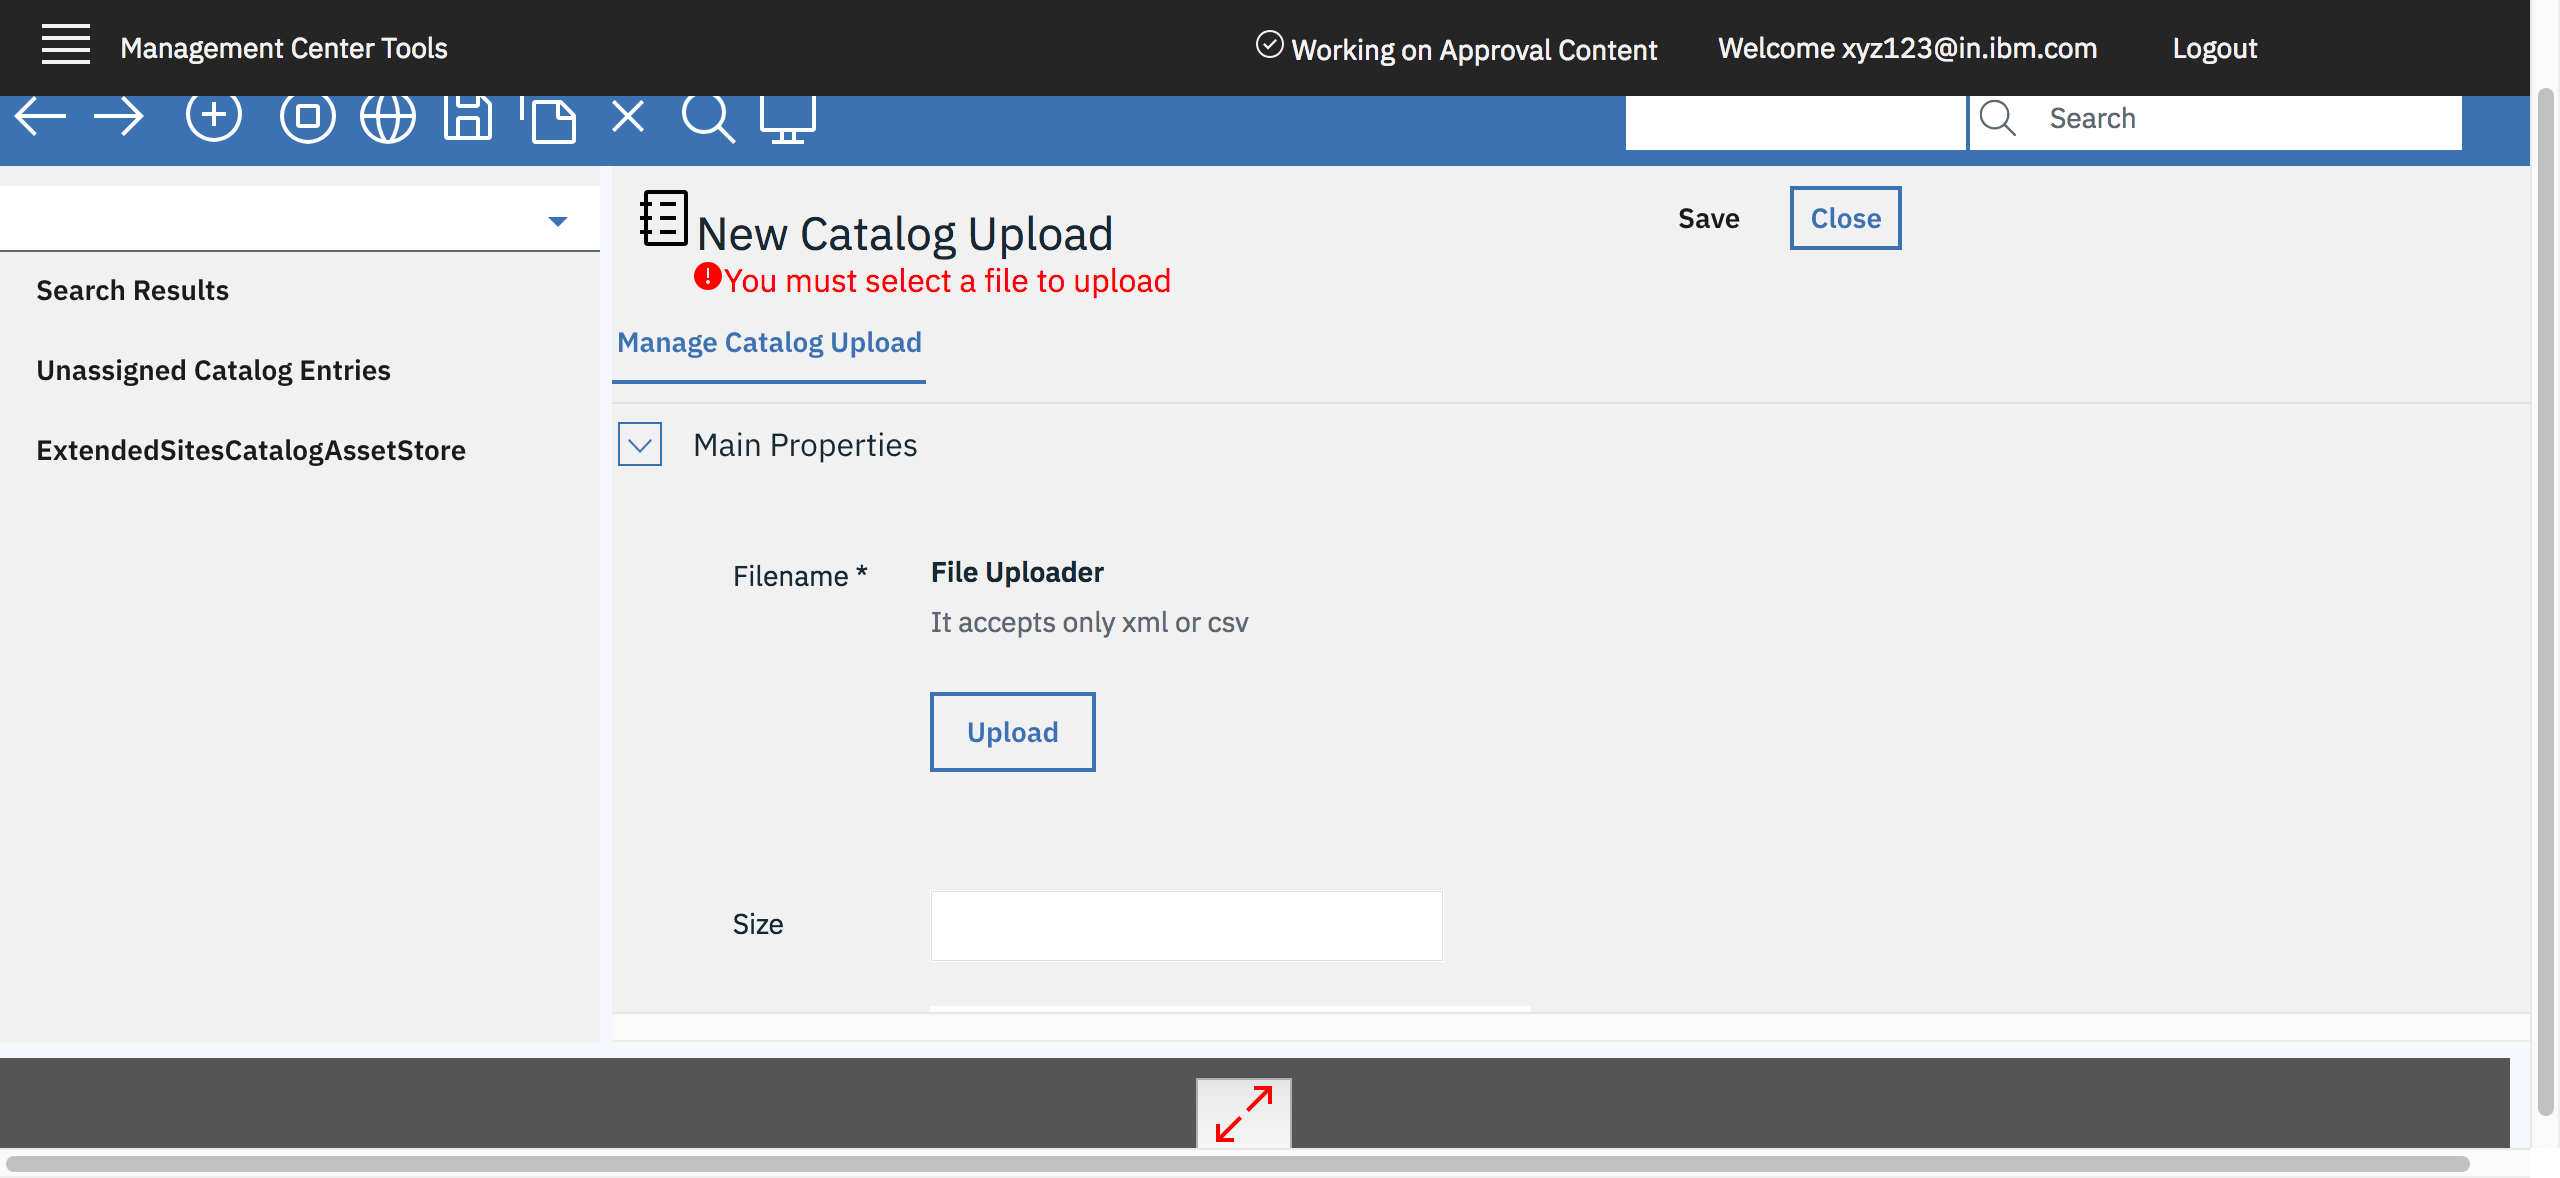 Management Center Tools
Working on Approval Content
Welcome xyz123@in.ibm.com
Logout
Search
New Catalog Upload
Save
Close
You must select a file to upload
Search Results
Unassigned Catalog Entries
ExtendedSitesCatalogAssetStore
Manage Catalog Upload
Main Properties
Filename *
File Uploader
It accepts only xml or csv
Upload
Size